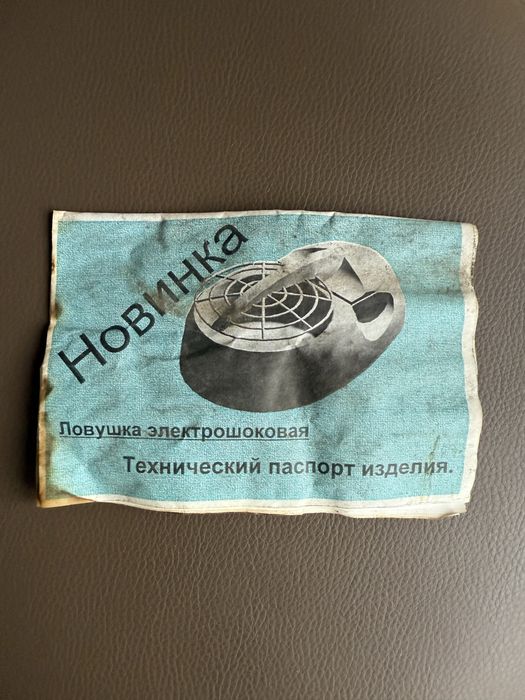 Новинка
Ловушка электрошоковая
Технический паспорт изделия.